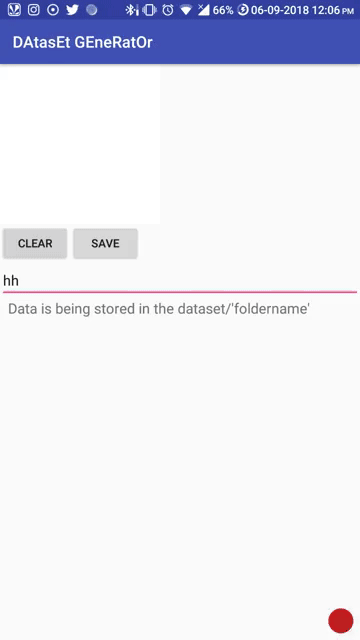 66% 06-09-2018 12:06 PM
DAtasEt GEneRatOr
CLEAR SAVE
hh
Data is being stored in the dataset/'foldername'